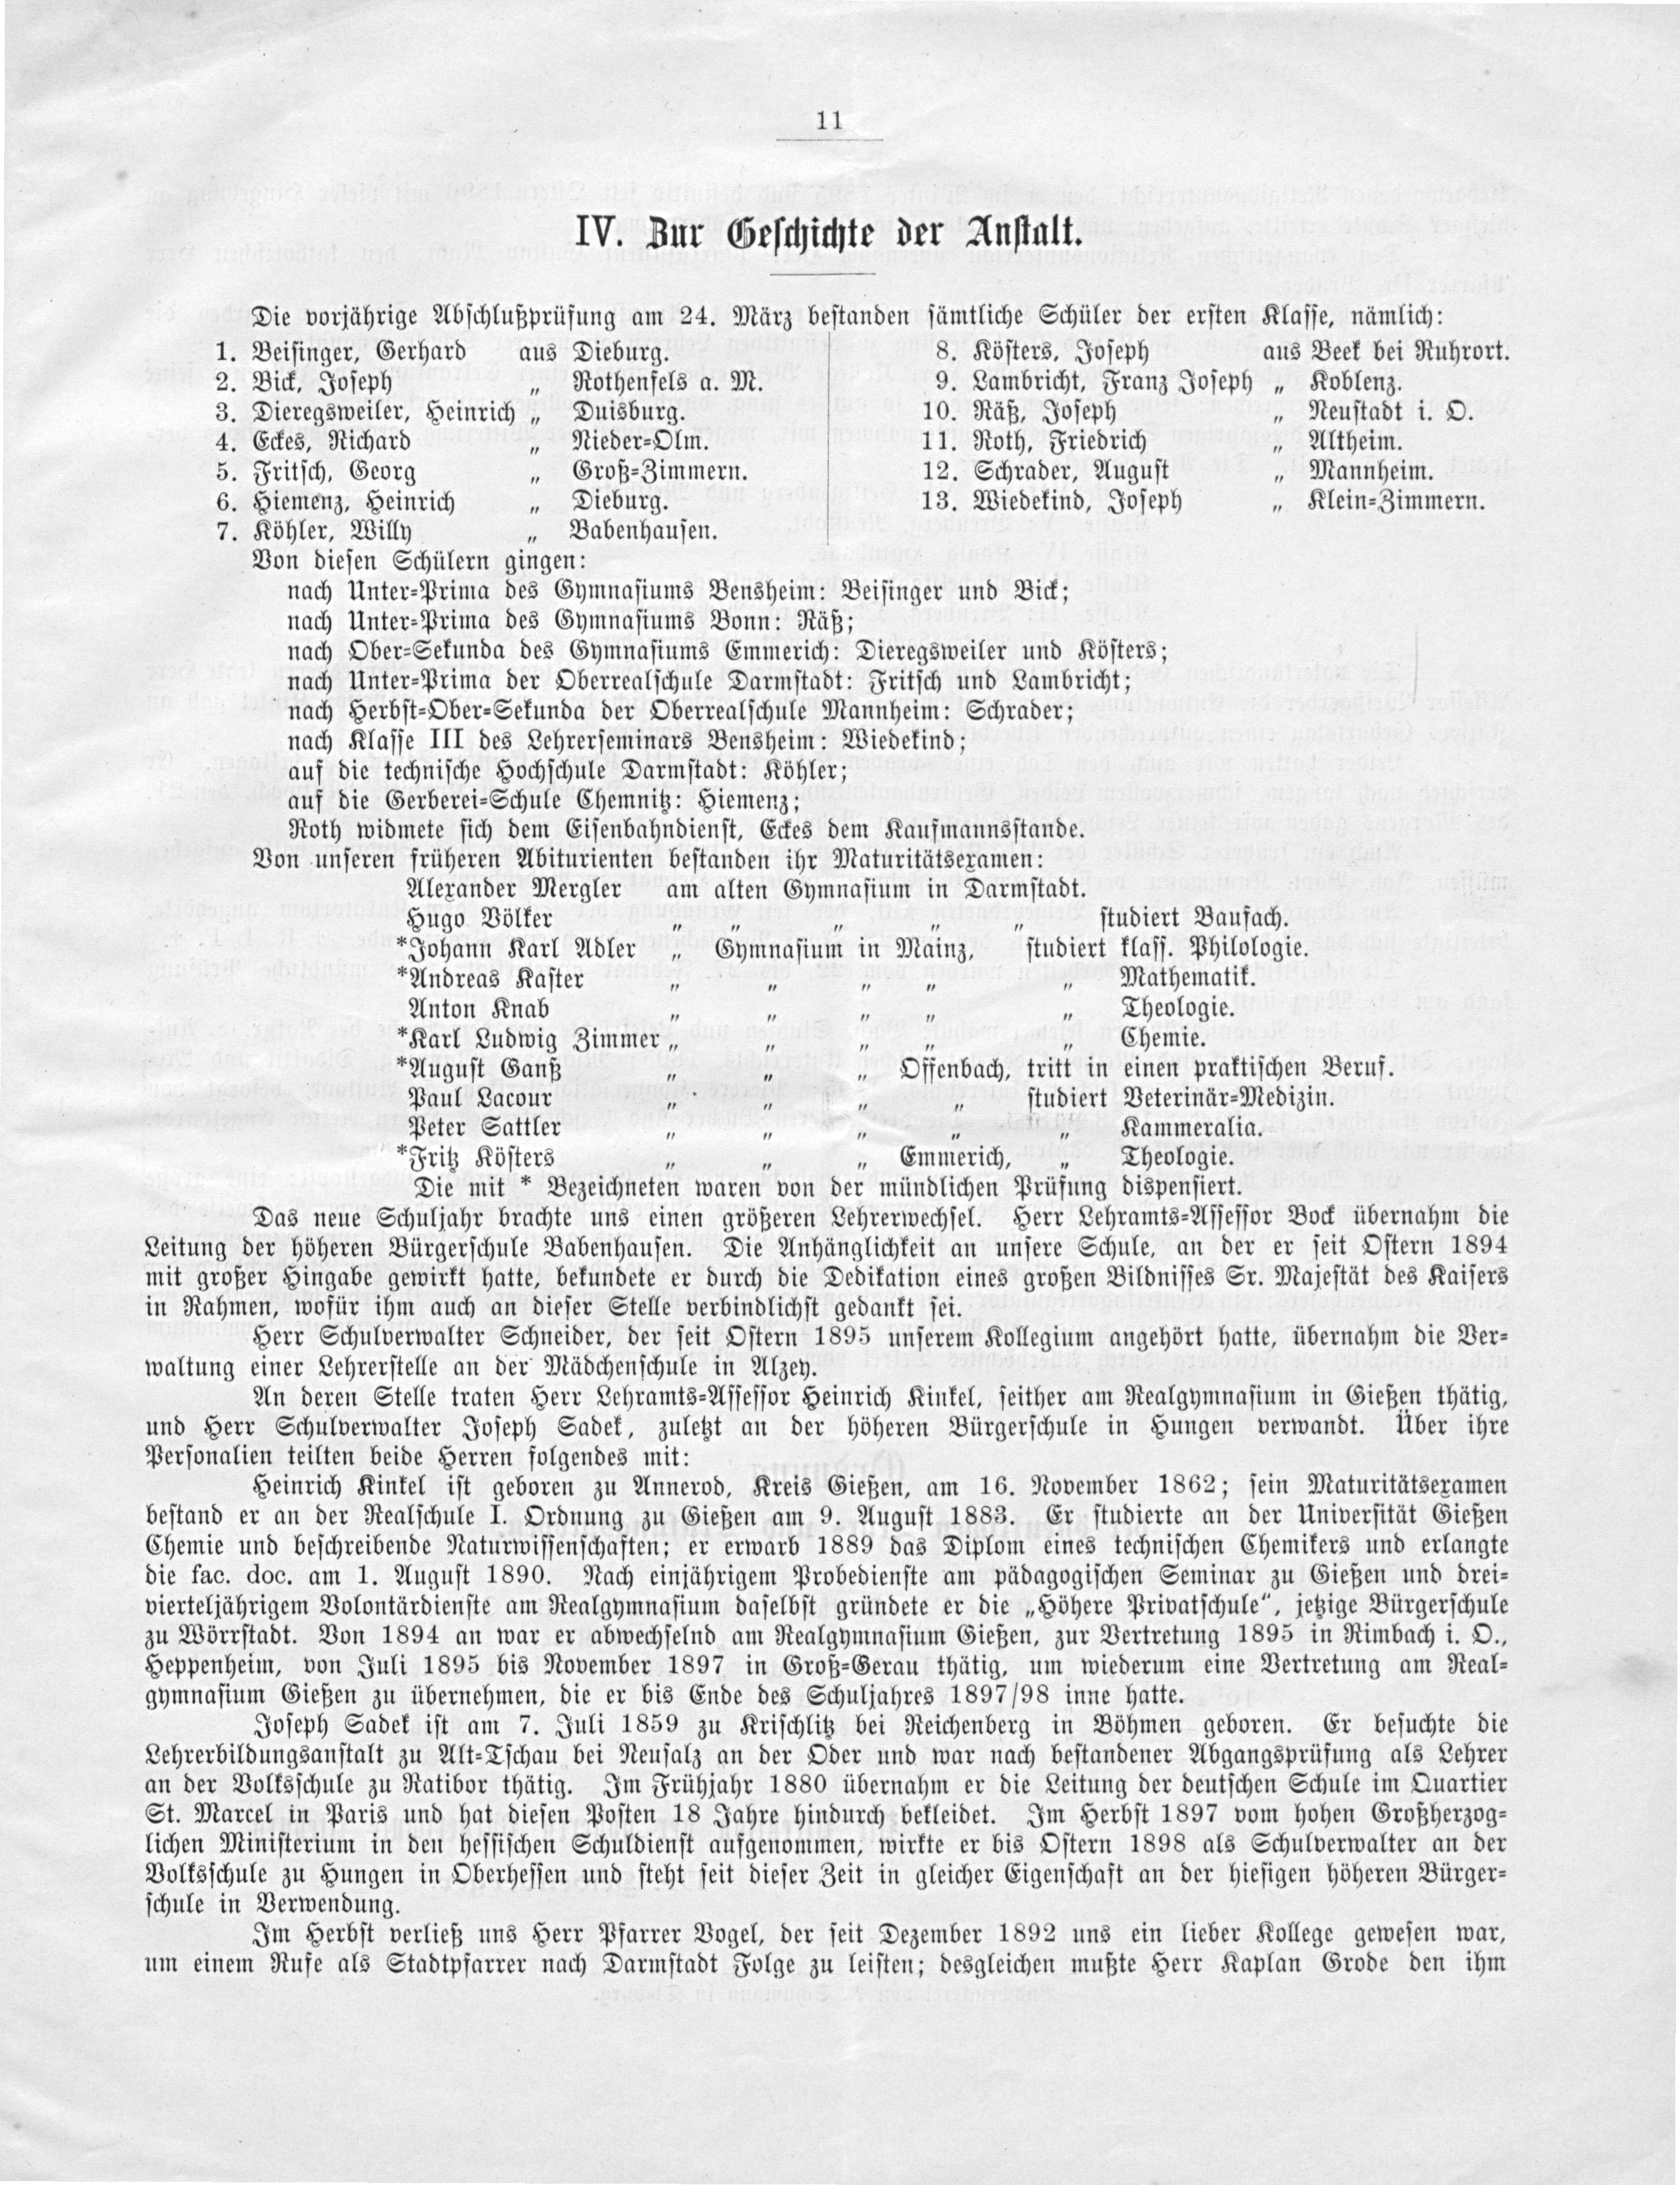 11
IV. Zur Geschichte der Anstalt.
Die vorjährige Abschlußprüfung am 24. März bestanden sämtliche Schüler der ersten Klasse, nämlich:
1. Beisinger, Gerhard aus Dieburg.
2. Bick, Joseph „ Rothenfels a. M.
3. Dieregsweiler, Heinrich „ Duisburg.
4. Eckes, Richard „ Nieder-Olm.
5. Fritsch, Georg „ Groß-Zimmern.
6. Hiemenz, Heinrich „ Dieburg.
7. Köhler, Willy „ Babenhausen.
8. Kösters, Joseph aus Beek bei Ruhrort.
9. Lambricht, Franz Joseph „ Koblenz.
10. Räß, Joseph „ Neustadt i. O.
11. Roth, Friedrich „ Altheim.
12. Schrader, August „ Mannheim.
13. Wiedekind, Joseph „ Klein-Zimmern.
Von diesen Schülern gingen:
nach Unter-Prima des Gymnasiums Bensheim: Beisinger und Bick;
nach Unter-Prima des Gymnasiums Bonn: Räß;
nach Ober-Sekunda des Gymnasiums Emmerich: Dieregsweiler und Kösters;
nach Unter-Prima der Oberrealschule Darmstadt: Fritsch und Lambricht;
nach Herbst-Ober-Sekunda der Oberrealschule Mannheim: Schrader;
nach Klasse III des Lehrerseminars Bensheim: Wiedekind;
auf die technische Hochschule Darmstadt: Köhler;
auf die Gerberei-Schule Chemnitz: Hiemenz;
Roth widmete sich dem Eisenbahndienst, Eckes dem Kaufmannsstande.
Von unseren früheren Abiturienten bestanden ihr Maturitätsexamen:
Alexander Mergler am alten Gymnasium in Darmstadt.
Hugo Völker „ „ „ „ „ studiert Baufach.
*Johann Karl Adler „ Gymnasium in Mainz, studiert klass. Philologie.
*Andreas Kaster „ „ „ „ „ Mathematik.
Anton Knab „ „ „ „ „ Theologie.
*Karl Ludwig Zimmer „ „ „ „ „ Chemie.
*August Ganß „ „ „ Offenbach, tritt in einen praktischen Beruf.
Paul Lacour „ „ „ „ studiert Veterinär-Medizin.
Peter Sattler „ „ „ „ „ Kammeralia.
*Fritz Kösters „ „ „ Emmerich, „ Theologie.
Die mit * Bezeichneten waren von der mündlichen Prüfung dispensiert.
Das neue Schuljahr brachte uns einen größeren Lehrerwechsel. Herr Lehramts-Assessor Bock übernahm die
Leitung der höheren Bürgerschule Babenhausen. Die Anhänglichkeit an unsere Schule, an der er seit Ostern 1894
mit großer Hingabe gewirkt hatte, bekundete er durch die Dedikation eines großen Bildnisses Sr. Majestät des Kaisers
in Rahmen, wofür ihm auch an dieser Stelle verbindlichst gedankt sei.
Herr Schulverwalter Schneider, der seit Ostern 1895 unserem Kollegium angehört hatte, übernahm die Ver-
waltung einer Lehrerstelle an der Mädchenschule in Alzey.
An deren Stelle traten Herr Lehramts-Assessor Heinrich Kinkel, seither am Realgymnasium in Gießen thätig,
und Herr Schulverwalter Joseph Sadek, zuletzt an der höheren Bürgerschule in Hungen verwandt. Über ihre
Personalien teilten beide Herren folgendes mit:
Heinrich Kinkel ist geboren zu Annerod, Kreis Gießen, am 16. November 1862; sein Maturitätsexamen
bestand er an der Realschule I. Ordnung zu Gießen am 9. August 1883. Er studierte an der Universität Gießen
Chemie und beschreibende Naturwissenschaften; er erwarb 1889 das Diplom eines technischen Chemikers und erlangte
die fac. doc. am 1. August 1890. Nach einjährigem Probedienste am pädagogischen Seminar zu Gießen und drei-
vierteljährigem Volontärdienste am Realgymnasium daselbst gründete er die „Höhere Privatschule“, jetzige Bürgerschule
zu Wörrstadt. Von 1894 an war er abwechselnd am Realgymnasium Gießen, zur Vertretung 1895 in Rimbach i. O.,
Heppenheim, von Juli 1895 bis November 1897 in Groß-Gerau thätig, um wiederum eine Vertretung am Real-
gymnasium Gießen zu übernehmen, die er bis Ende des Schuljahres 1897/98 inne hatte.
Joseph Sadek ist am 7. Juli 1859 zu Krischlitz bei Reichenberg in Böhmen geboren. Er besuchte die
Lehrerbildungsanstalt zu Alt-Tschau bei Neusalz an der Oder und war nach bestandener Abgangsprüfung als Lehrer
an der Volksschule zu Ratibor thätig. Im Frühjahr 1880 übernahm er die Leitung der deutschen Schule im Quartier
St. Marcel in Paris und hat diesen Posten 18 Jahre hindurch bekleidet. Im Herbst 1897 vom hohen Großherzog-
lichen Ministerium in den hessischen Schuldienst aufgenommen, wirkte er bis Ostern 1898 als Schulverwalter an der
Volksschule zu Hungen in Oberhessen und steht seit dieser Zeit in gleicher Eigenschaft an der hiesigen höheren Bürger-
schule in Verwendung.
Im Herbst verließ uns Herr Pfarrer Vogel, der seit Dezember 1892 uns ein lieber Kollege gewesen war,
um einem Rufe als Stadtpfarrer nach Darmstadt Folge zu leisten; desgleichen mußte Herr Kaplan Grode den ihm